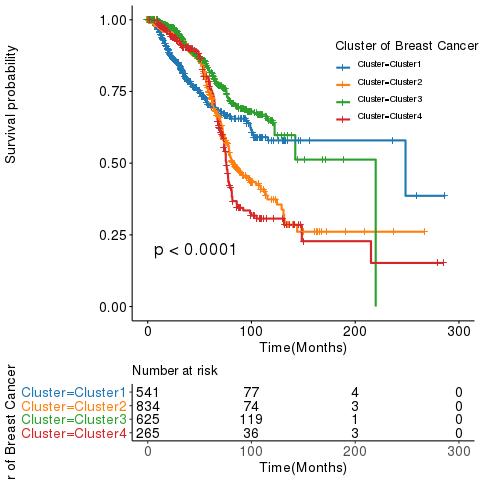 Survival probability
1.00
0.75
0.50
0.25
0.00
Cluster of Breast Cancer
Cluster=Cluster1
Cluster=Cluster2
Cluster=Cluster3
Cluster=Cluster4
p < 0.0001
0 100 200 300
Time(Months)
Number at risk
r of Breast Cancer
Cluster=Cluster1 541 77 4 0
Cluster=Cluster2 834 74 3 0
Cluster=Cluster3 625 119 1 0
Cluster=Cluster4 265 36 3 0
0 100 200 300
Time(Months)